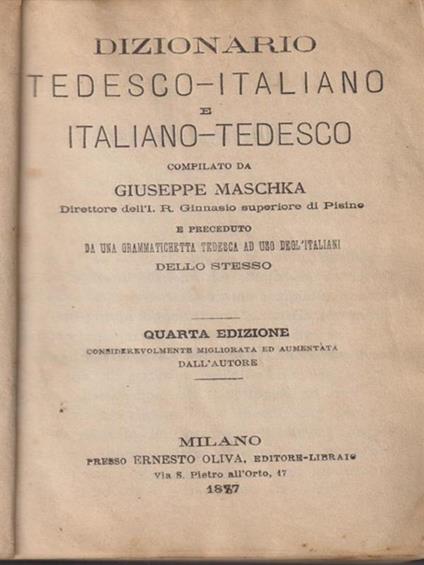 DIZIONARIO
TEDESCO-ITALIANO
E
ITALIANO-TEDESCO
COMPILATO DA
GIUSEPPE MASCHKA
Direttore dell'I. R. Ginnasio superiore di Pisino
E PRECEDUTO
DA UNA GRAMMATICHETTA TEDESCA AD USO DEGL'ITALIANI
DELLO STESSO
QUARTA EDIZIONE
CONSIDEREVOLMENTE MIGLIORATA ED AUMENTATA
DALL'AUTORE
MILANO
PRESSO ERNESTO OLIVA, EDITORE-LIBRAIO
Via S. Pietro all'Orto, 17
1877